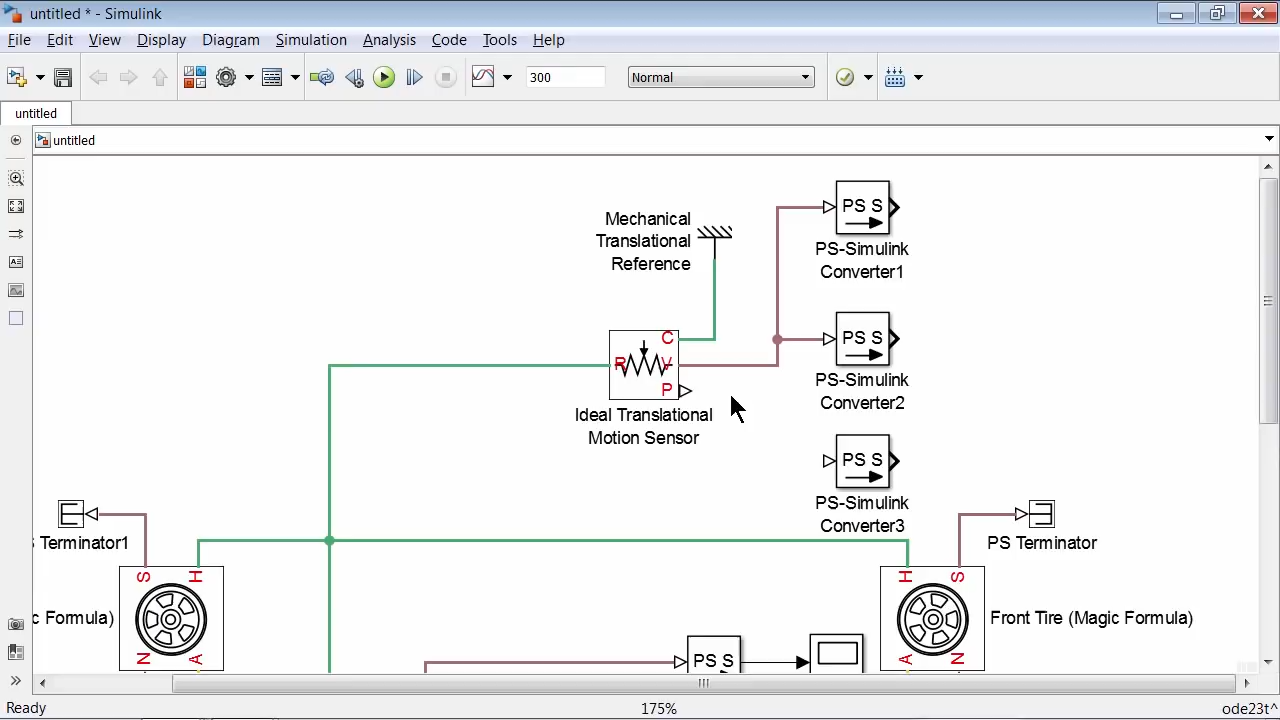 untitled * - Simulink
File Edit View Display Diagram Simulation Analysis Code Tools Help
300
Normal
untitled
untitled
PS S
PS-Simulink
Converter1
Mechanical
Translational
Reference
PS S
PS-Simulink
Converter2
C
R
V
P
Ideal Translational
Motion Sensor
PS S
PS-Simulink
Converter3
S Terminator1
PS Terminator
S
H
H
S
c Formula)
Front Tire (Magic Formula)
N
A
PS S
A
N
Ready
175%
ode23t^